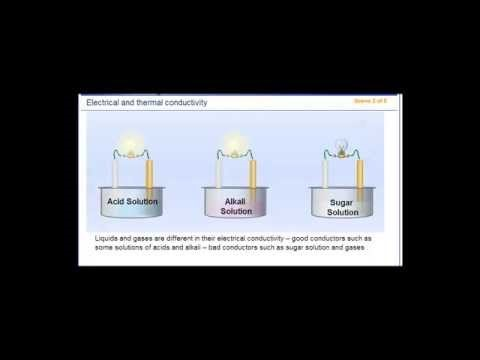 Electrical and thermal conductivity
Scene 2 of 5
Acid Solution
Alkali
Solution
Sugar
Solution
Liquids and gases are different in their electrical conductivity – good conductors such as
some solutions of acids and alkali – bad conductors such as sugar solution and gases